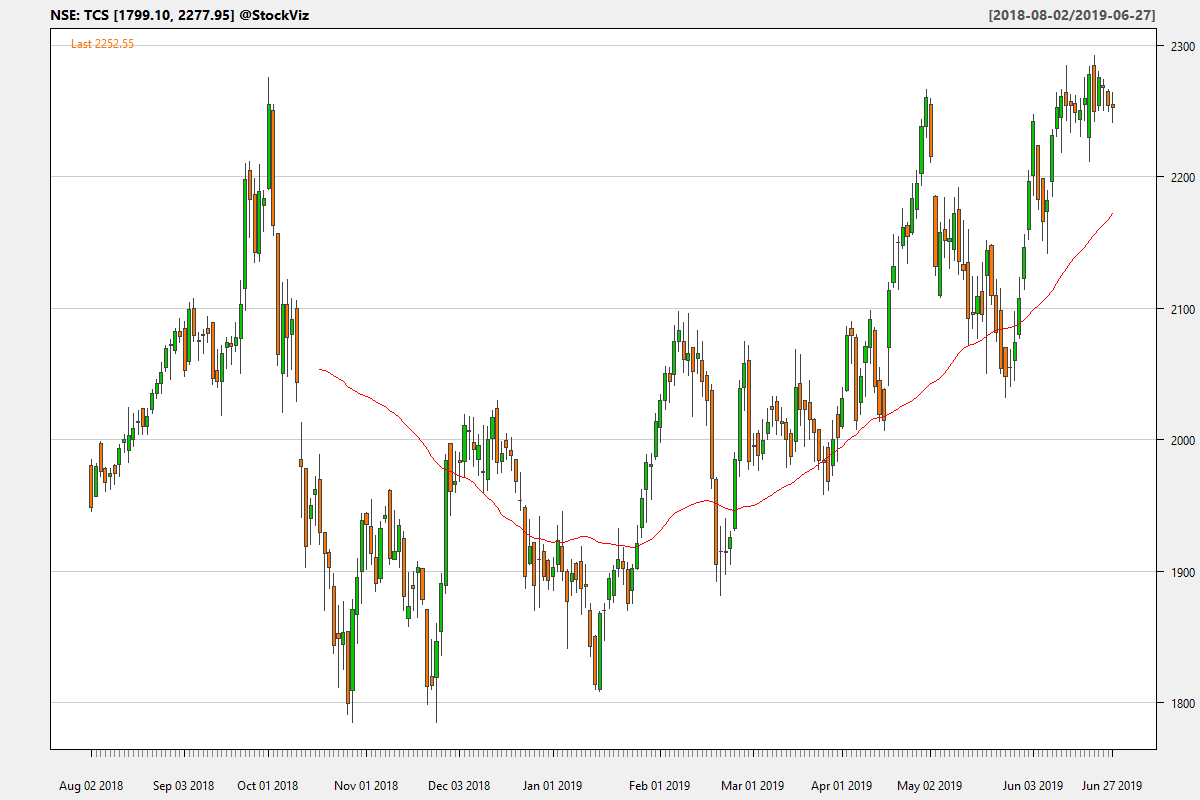 NSE: TCS [1799.10, 2277.95] @StockViz [2018-08-02/2019-06-27]
Last 2252.55
2300
2200
2100
2000
1900
1800
Aug 02 2018 Sep 03 2018 Oct 01 2018 Nov 01 2018 Dec 03 2018 Jan 01 2019 Feb 01 2019 Mar 01 2019 Apr 01 2019 May 02 2019 Jun 03 2019 Jun 27 2019